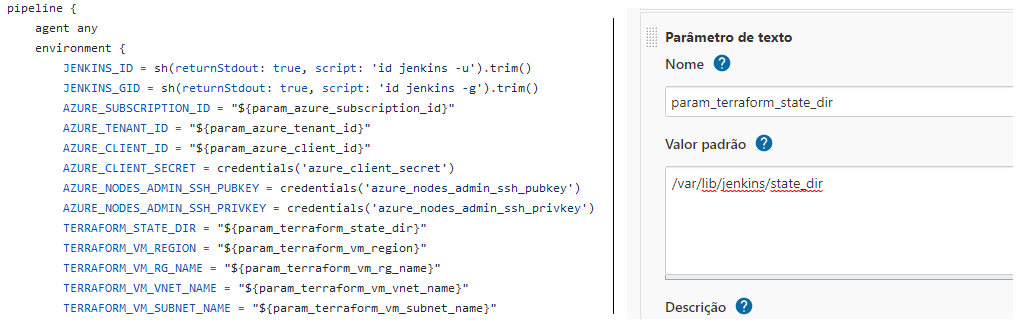 pipeline {
agent any
environment {
JENKINS_ID = sh(returnStdout: true, script: 'id jenkins -u').trim()
JENKINS_GID = sh(returnStdout: true, script: 'id jenkins -g').trim()
AZURE_SUBSCRIPTION_ID = "${param_azure_subscription_id}"
AZURE_TENANT_ID = "${param_azure_tenant_id}"
AZURE_CLIENT_ID = "${param_azure_client_id}"
AZURE_CLIENT_SECRET = credentials('azure_client_secret')
AZURE_NODES_ADMIN_SSH_PUBKEY = credentials('azure_nodes_admin_ssh_pubkey')
AZURE_NODES_ADMIN_SSH_PRIVKEY = credentials('azure_nodes_admin_ssh_privkey')
TERRAFORM_STATE_DIR = "${param_terraform_state_dir}"
TERRAFORM_VM_REGION = "${param_terraform_vm_region}"
TERRAFORM_VM_RG_NAME = "${param_terraform_vm_rg_name}"
TERRAFORM_VM_VNET_NAME = "${param_terraform_vm_vnet_name}"
TERRAFORM_VM_SUBNET_NAME = "${param_terraform_vm_subnet_name}"
Parâmetro de texto
Nome ?
param_terraform_state_dir
Valor padrão ?
/var/lib/jenkins/state_dir
Descrição ?